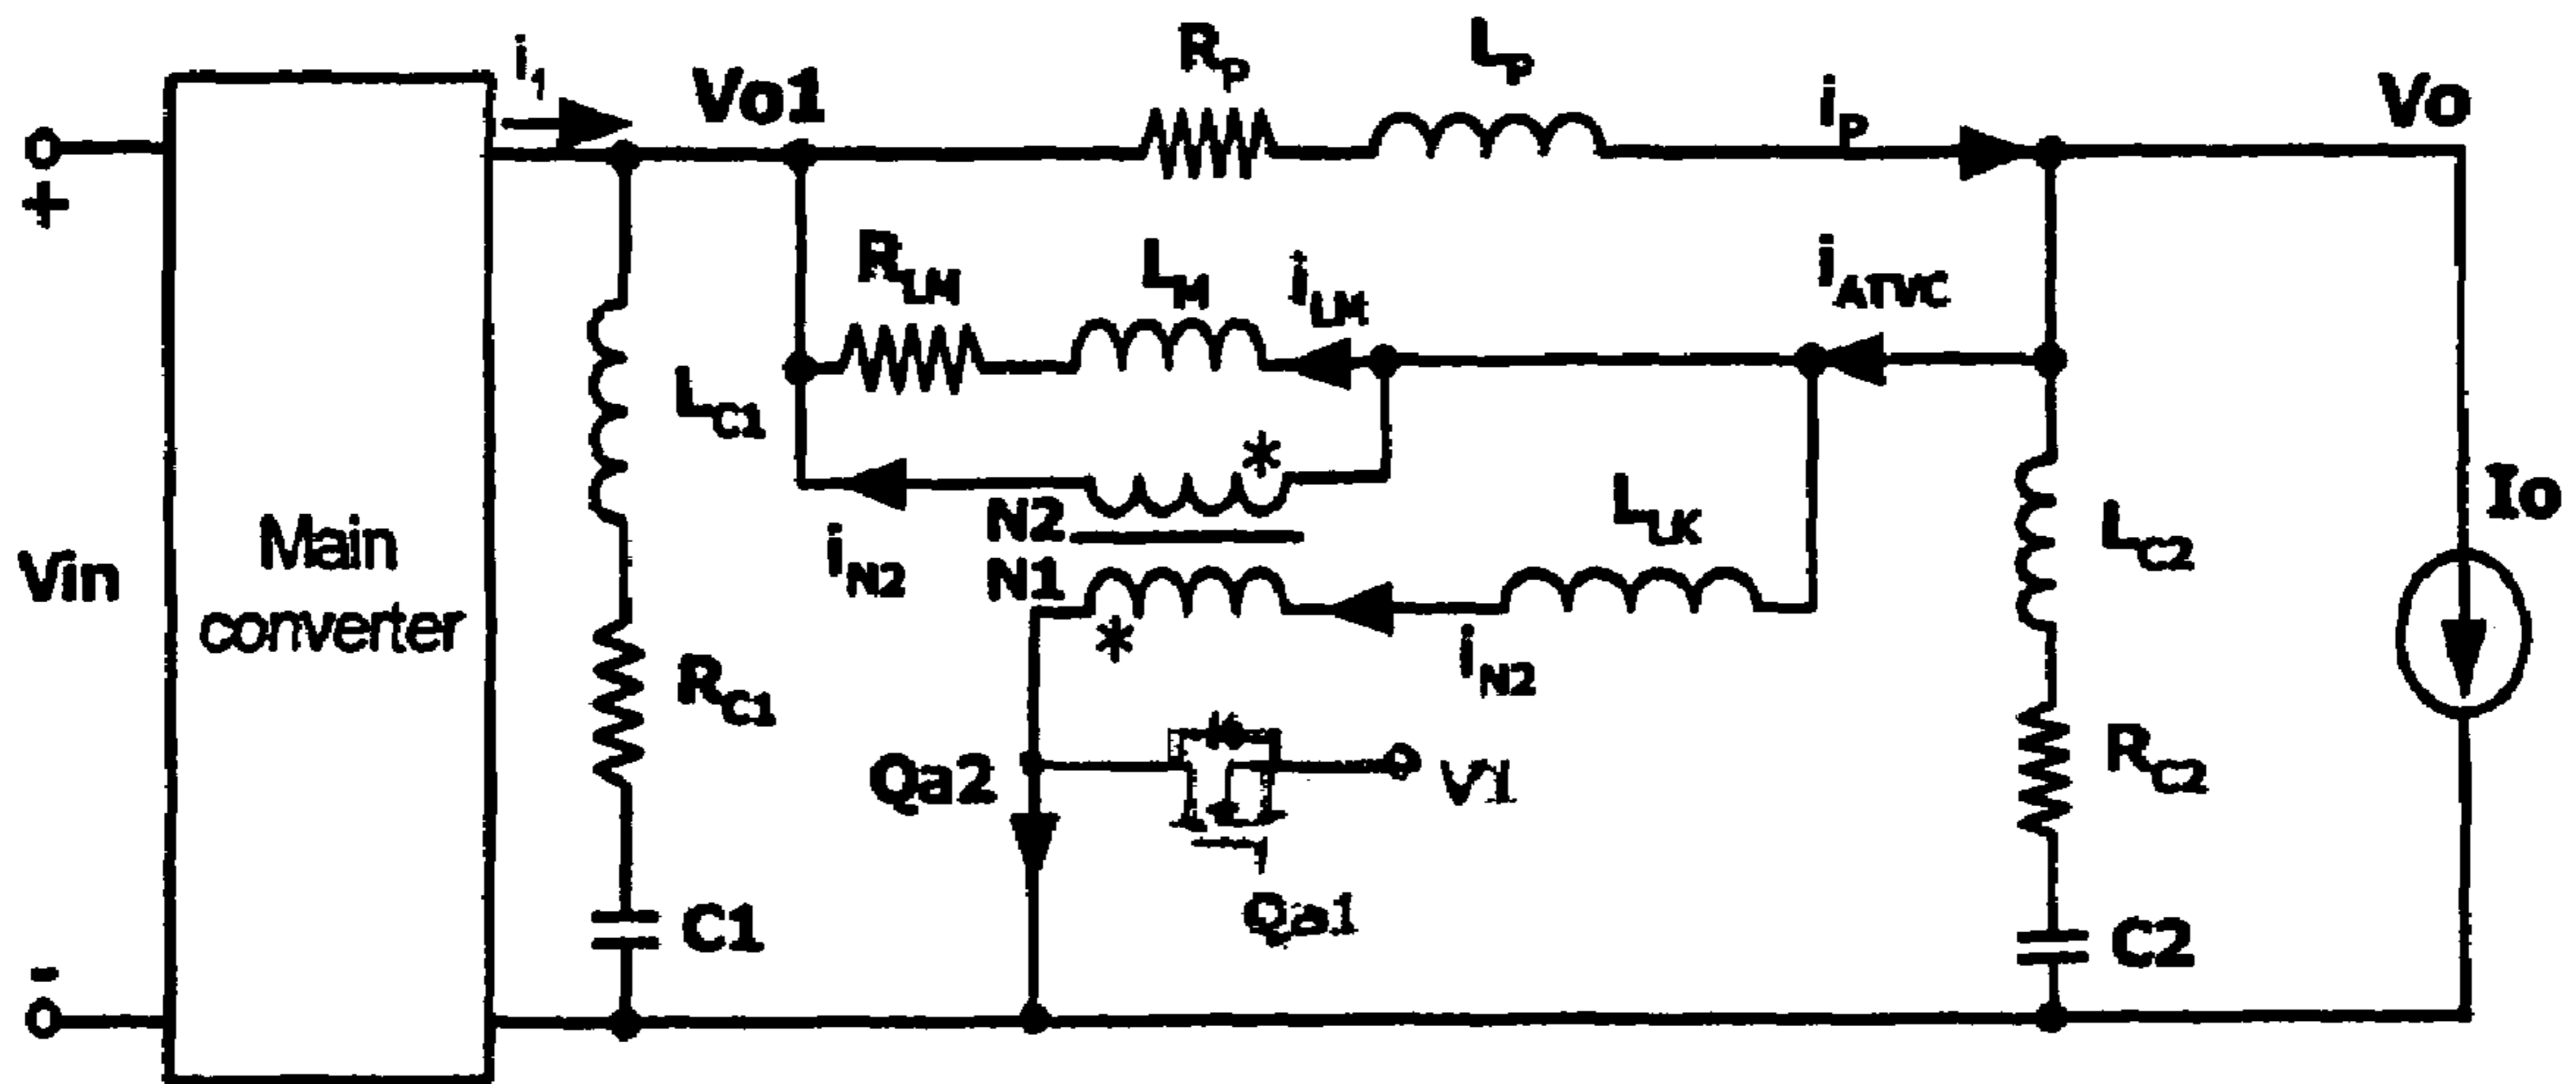 i1
Vo1
RP
LP
iP
Vo
+
RLM
LM
iLM
iATVC
LC1
*
N2
iN2
N1
*
LLK
iN2
LC2
Io
Vin
Main
converter
RC1
Qa2
V1
Qa1
RC2
-
C1
C2